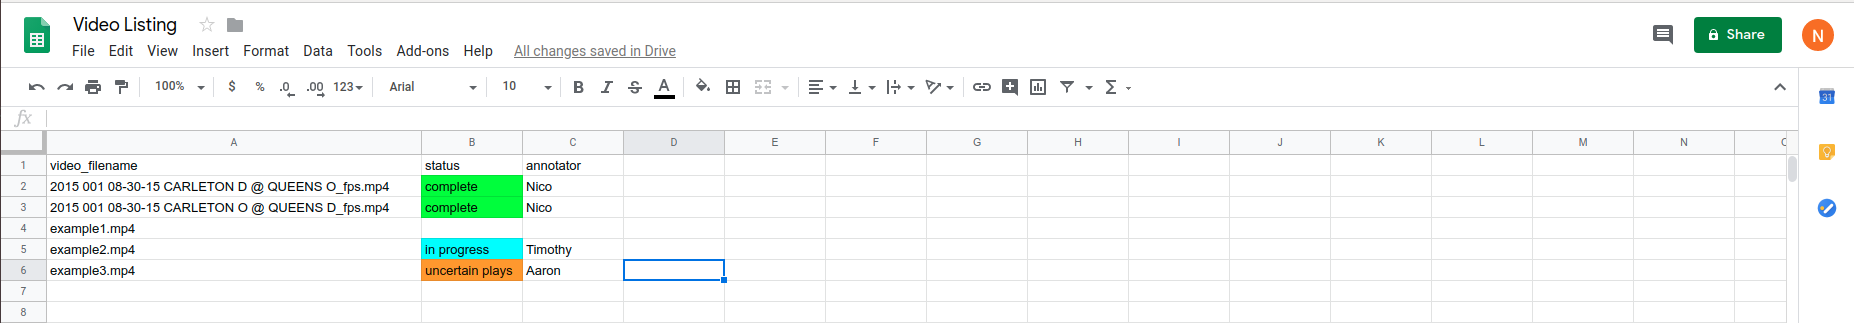 Video Listing
File Edit View Insert Format Data Tools Add-ons Help All changes saved in Drive
Share
N
100% $ % .0 .00 123 Arial 10 B I S A Σ
31
fx
A B C D E F G H I J K L M N
1 video_filename status annotator
2 2015 001 08-30-15 CARLETON D @ QUEENS O_fps.mp4 complete Nico
3 2015 001 08-30-15 CARLETON O @ QUEENS D_fps.mp4 complete Nico
4 example1.mp4
5 example2.mp4 in progress Timothy
6 example3.mp4 uncertain plays Aaron
7
8